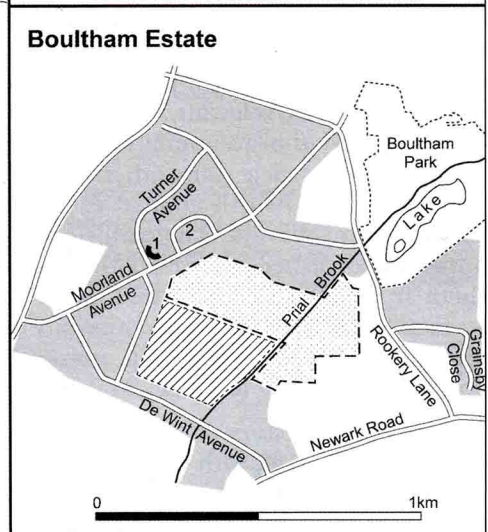 Boultham Estate
Boultham
Park
Lake
Turner
Avenue
1
2
Moorland
Avenue
Prial Brook
Rookery Lane
Grainsby
Close
De Wint Avenue
Newark Road
0
1km